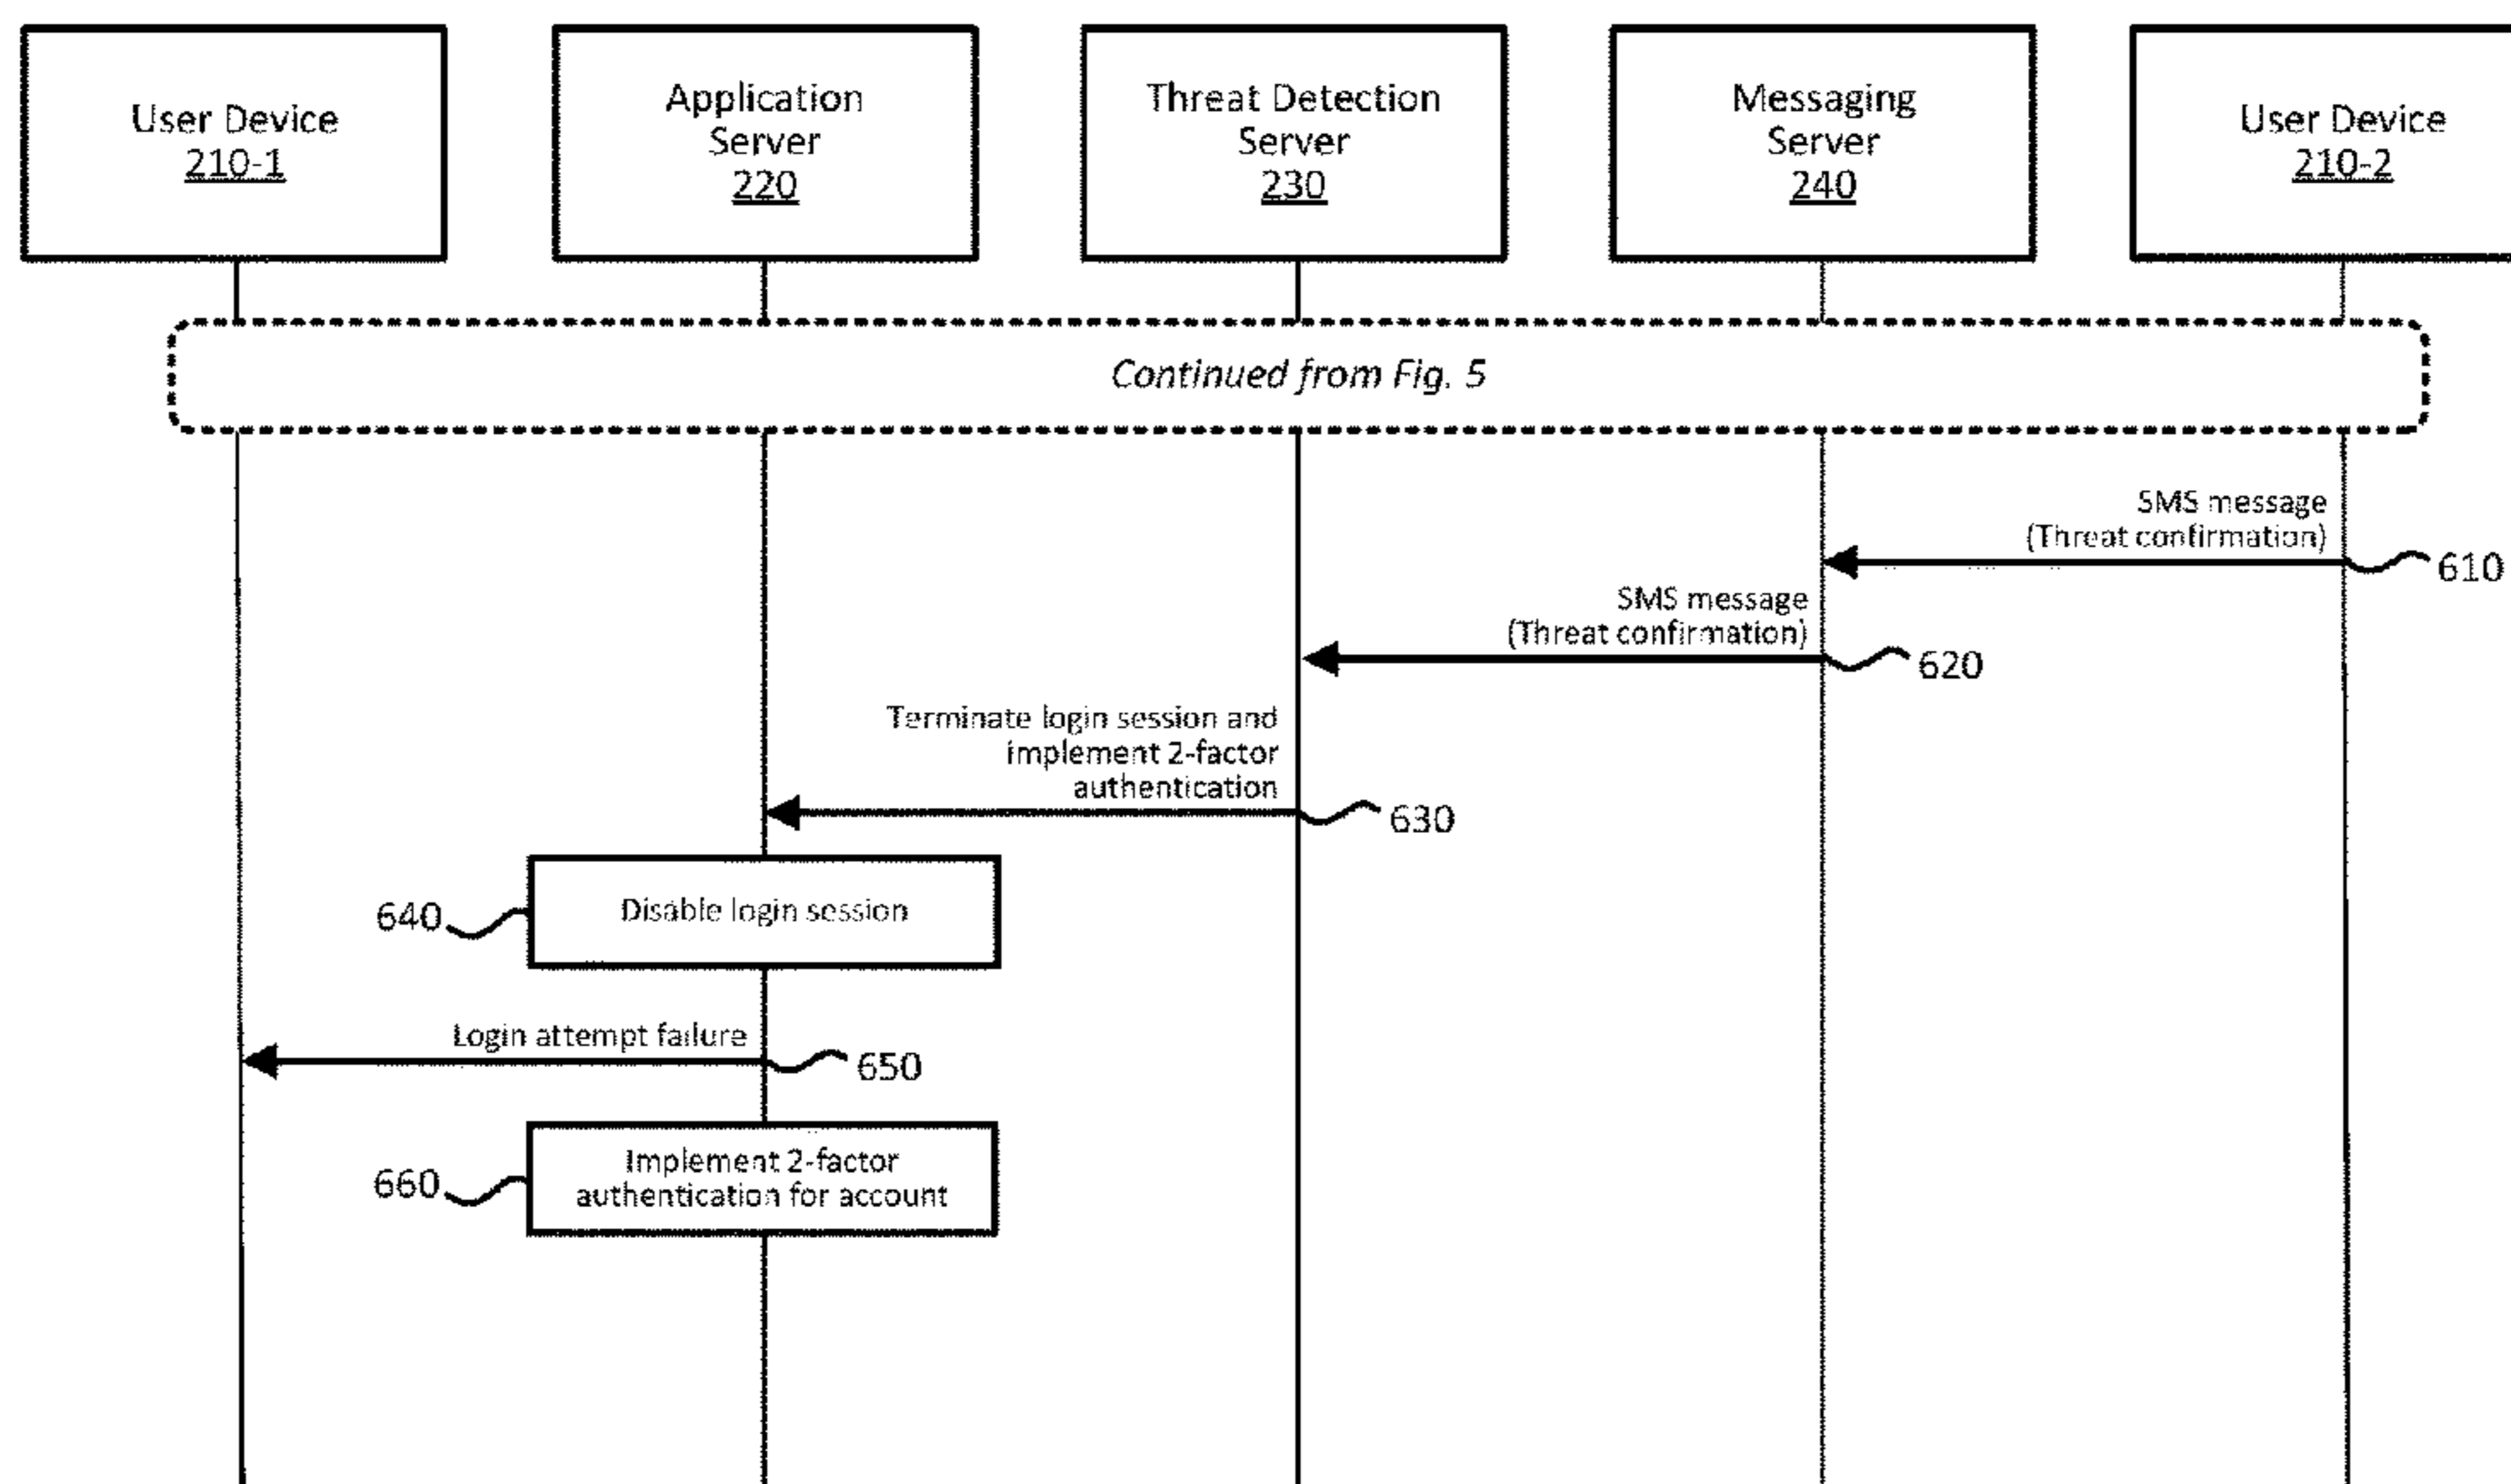 User Device
210-1
Application
Server
220
Threat Detection
Server
230
Messaging
Server
240
User Device
210-2
Continued from Fig. 5
SMS message
(Threat confirmation)
610
SMS message
(Threat confirmation)
620
Terminate login session and
implement 2-factor
authentication
630
640
Disable login session
Login attempt failure
650
660
Implement 2-factor
authentication for account